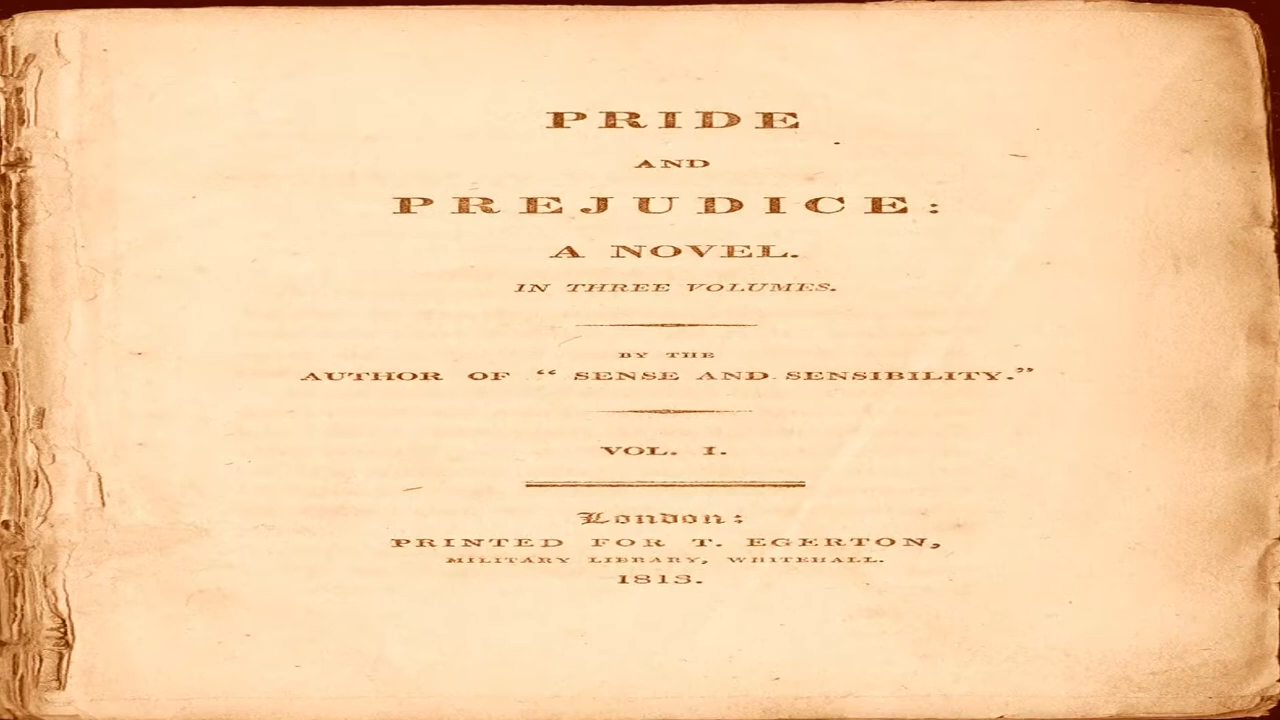 PRIDE
AND
PREJUDICE:
A NOVEL.
IN THREE VOLUMES.
BY THE
AUTHOR OF “ SENSE AND SENSIBILITY.”
VOL. I.
London:
PRINTED FOR T. EGERTON,
MILITARY LIBRARY, WHITEHALL.
1813.